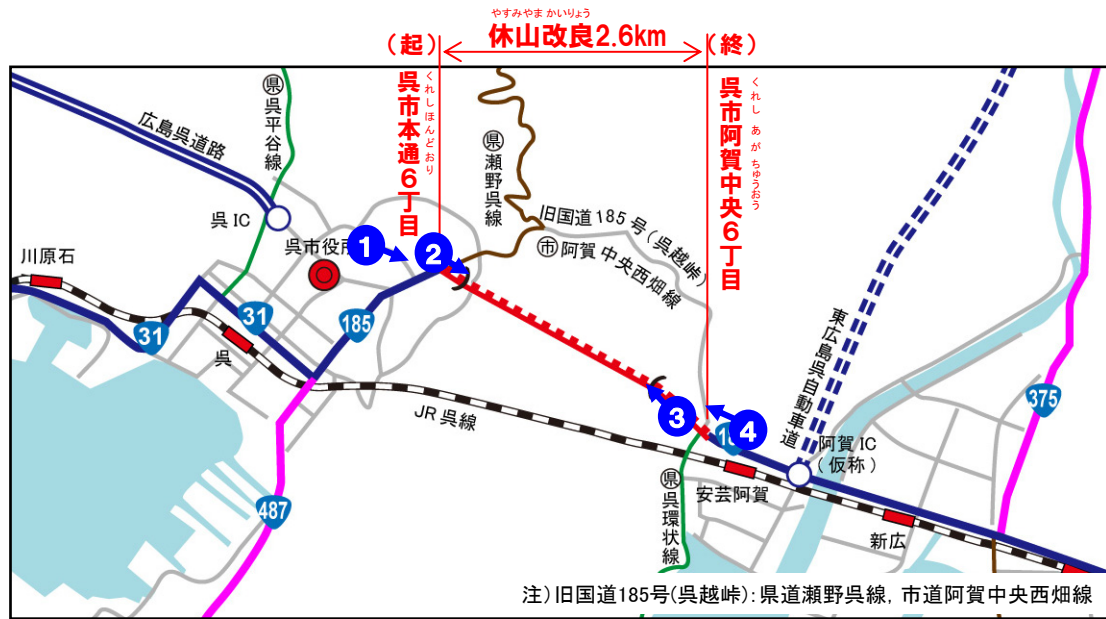 やすみやま かいりょう
(起)
休山改良2.6km
(終)
呉市本通6丁目
くれしほんどおり
呉市阿賀中央6丁目
くれし あ が ちゅうおう
広島呉道路
県呉平谷線
県瀬野呉線
旧国道185号(呉越峠)
市阿賀中央西畑線
呉 IC
呉市役所
1
2
川原石
31
31
185
呉
JR 呉線
3
4
東広島呉自動車道
375
阿賀 IC
(仮称)
安芸阿賀
新広
県呉環状線
487
注)旧国道185号(呉越峠):県道瀬野呉線, 市道阿賀中央西畑線